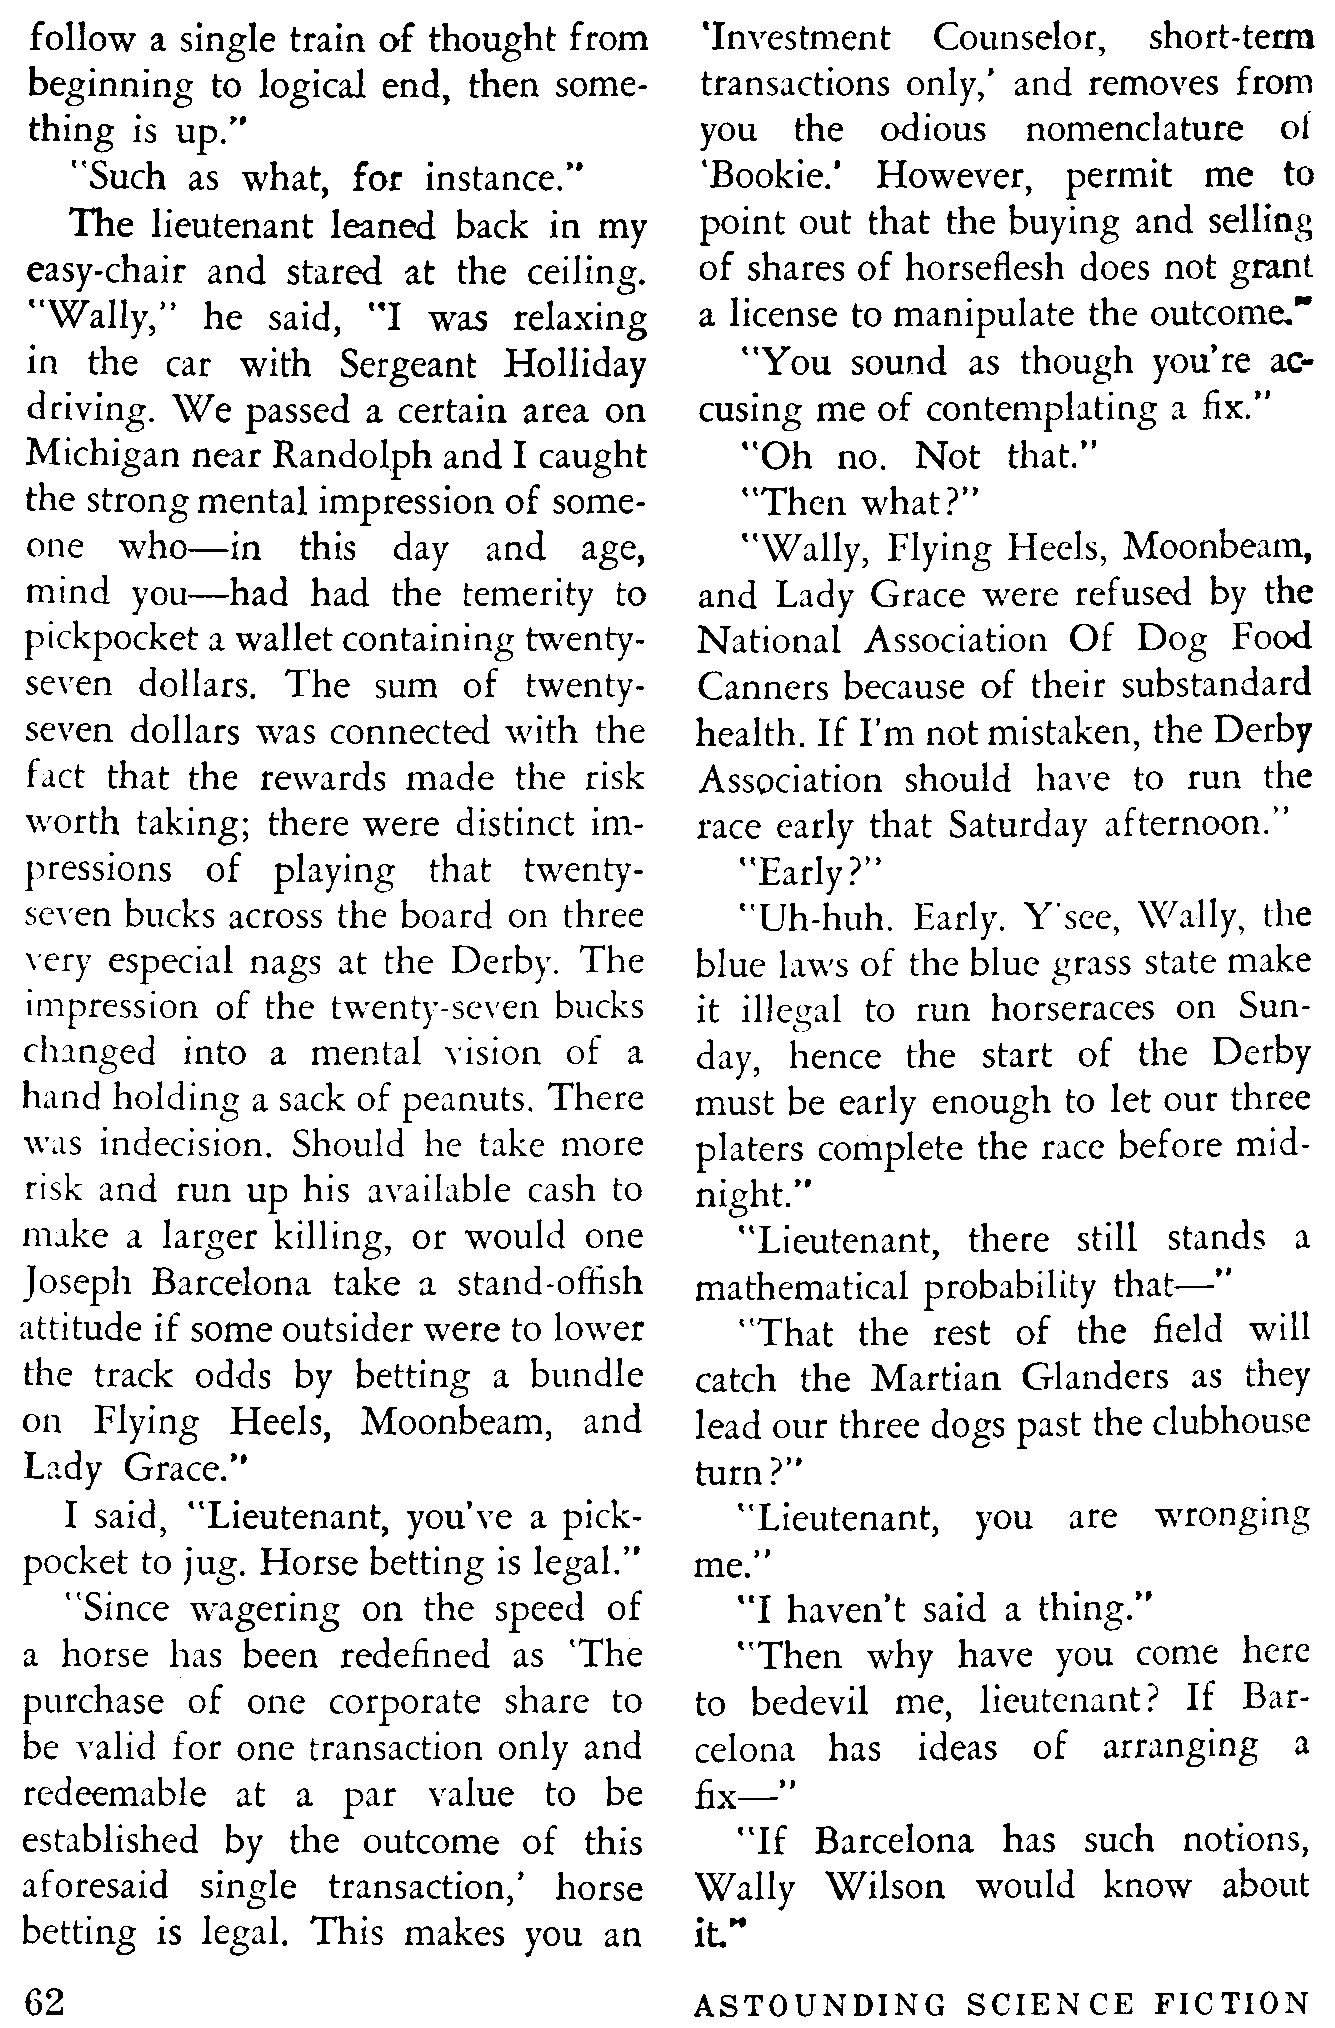 follow a single train of thought from
beginning to logical end, then some-
thing is up."
"Such as what, for instance."
The lieutenant leaned back in my
easy-chair and stared at the ceiling.
"Wally," he said, "I was relaxing
in the car with Sergeant Holliday
driving. We passed a certain area on
Michigan near Randolph and I caught
the strong mental impression of some-
one who—in this day and age,
mind you—had had the temerity to
pickpocket a wallet containing twenty-
seven dollars. The sum of twenty-
seven dollars was connected with the
fact that the rewards made the risk
worth taking; there were distinct im-
pressions of playing that twenty-
seven bucks across the board on three
very especial nags at the Derby. The
impression of the twenty-seven bucks
changed into a mental vision of a
hand holding a sack of peanuts. There
was indecision. Should he take more
risk and run up his available cash to
make a larger killing, or would one
Joseph Barcelona take a stand-offish
attitude if some outsider were to lower
the track odds by betting a bundle
on Flying Heels, Moonbeam, and
Lady Grace."
I said, "Lieutenant, you've a pick-
pocket to jug. Horse betting is legal."
"Since wagering on the speed of
a horse has been redefined as 'The
purchase of one corporate share to
be valid for one transaction only and
redeemable at a par value to be
established by the outcome of this
aforesaid single transaction,' horse
betting is legal. This makes you an
'Investment Counselor, short-term
transactions only,' and removes from
you the odious nomenclature of
'Bookie.' However, permit me to
point out that the buying and selling
of shares of horseflesh does not grant
a license to manipulate the outcome."
"You sound as though you're ac-
cusing me of contemplating a fix."
"Oh no. Not that."
"Then what?"
"Wally, Flying Heels, Moonbeam,
and Lady Grace were refused by the
National Association Of Dog Food
Canners because of their substandard
health. If I'm not mistaken, the Derby
Association should have to run the
race early that Saturday afternoon."
"Early?"
"Uh-huh. Early. Y'see, Wally, the
blue laws of the blue grass state make
it illegal to run horseraces on Sun-
day, hence the start of the Derby
must be early enough to let our three
platers complete the race before mid-
night."
"Lieutenant, there still stands a
mathematical probability that—"
"That the rest of the field will
catch the Martian Glanders as they
lead our three dogs past the clubhouse
turn?"
"Lieutenant, you are wronging
me."
"I haven't said a thing."
"Then why have you come here
to bedevil me, lieutenant? If Bar-
celona has ideas of arranging a
fix—"
"If Barcelona has such notions,
Wally Wilson would know about
it."
62
ASTOUNDING SCIENCE FICTION